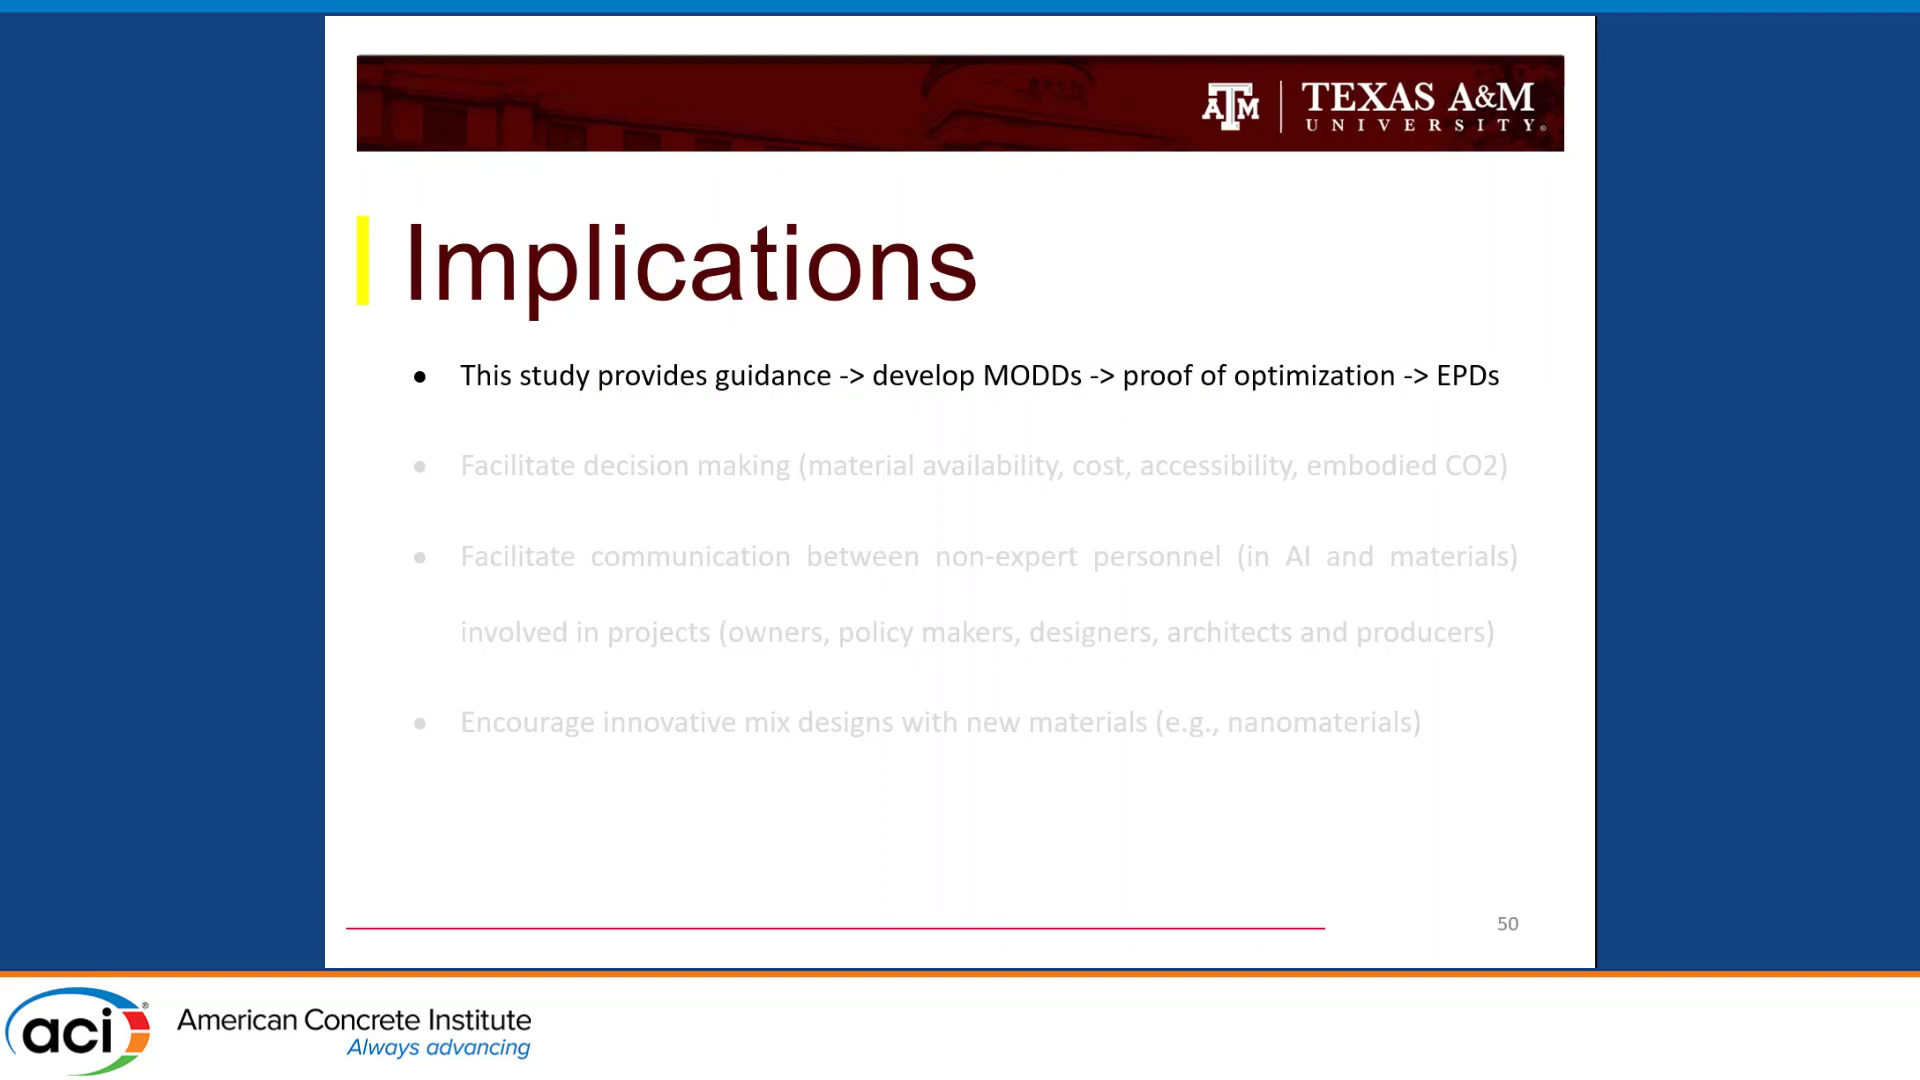 ATM
TEXAS A&M
UNIVERSITY®
Implications
• This study provides guidance -> develop MODDs -> proof of optimization -> EPDs
• Facilitate decision making (material availability, cost, accessibility, embodied CO2)
• Facilitate communication between non-expert personnel (in AI and materials)
involved in projects (owners, policy makers, designers, architects and producers)
• Encourage innovative mix designs with new materials (e.g., nanomaterials)
50
aci®
American Concrete Institute
Always advancing